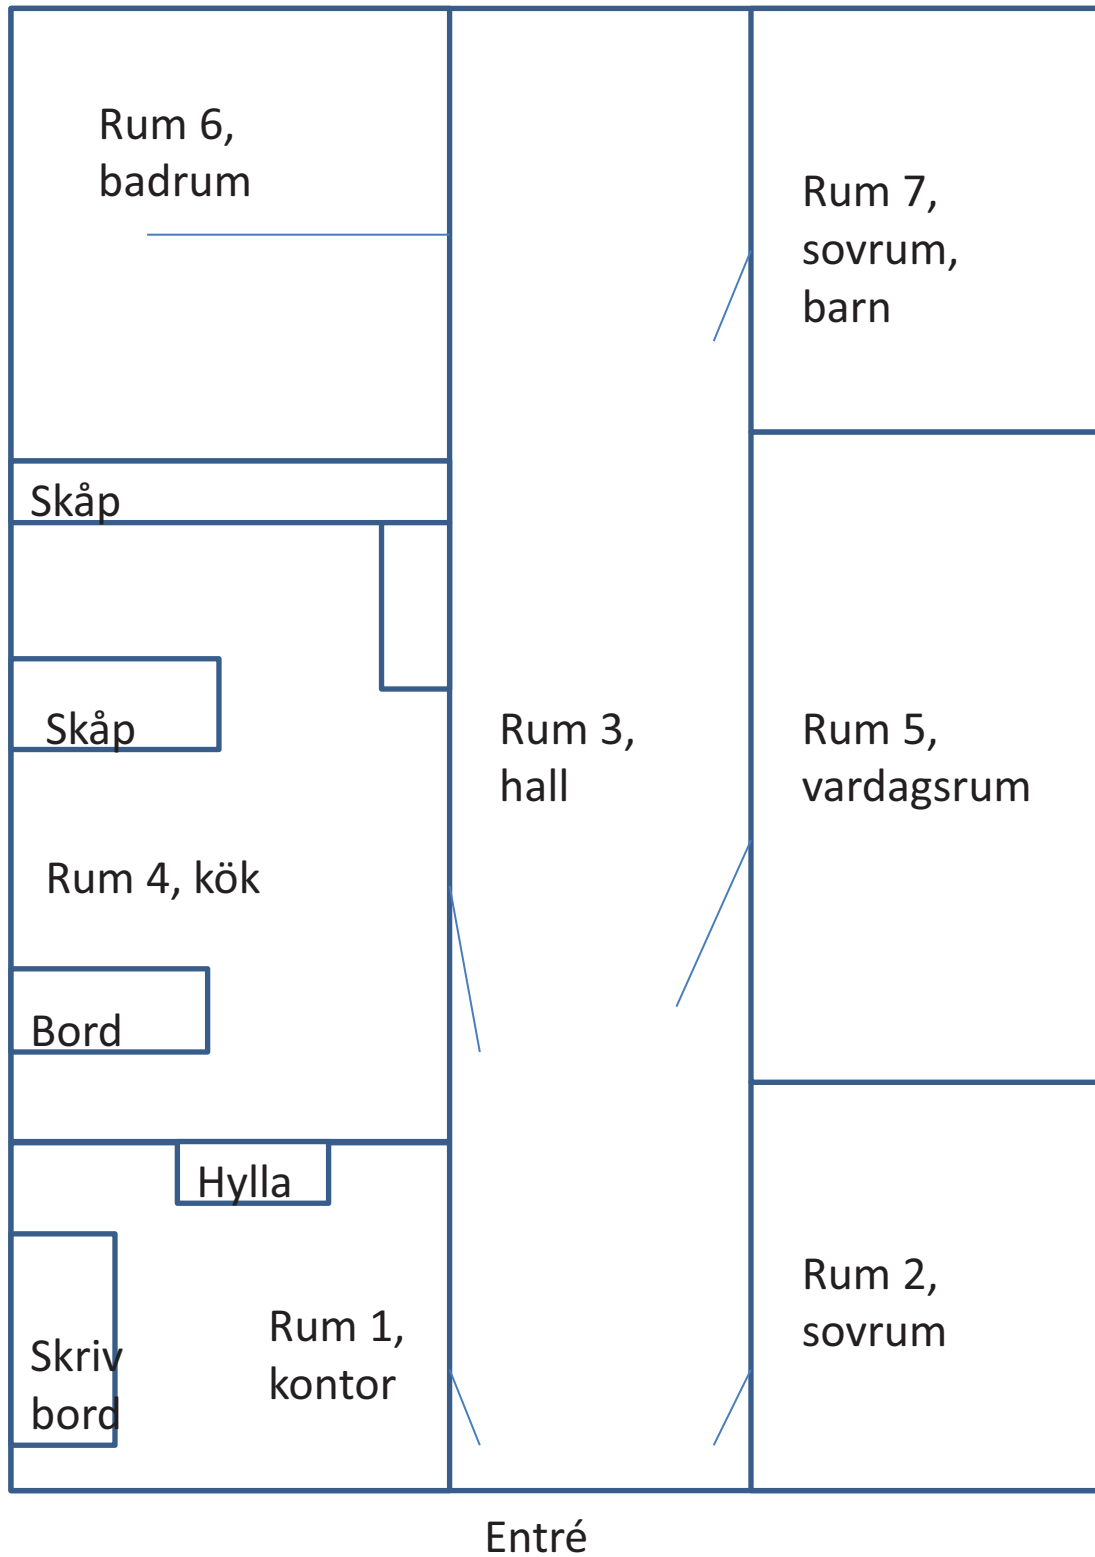 Rum 6,
badrum
Rum 7,
sovrum,
barn
Skåp
Skåp
Rum 3,
hall
Rum 5,
vardagsrum
Rum 4, kök
Bord
Hylla
Skriv
bord
Rum 1,
kontor
Rum 2,
sovrum
Entré